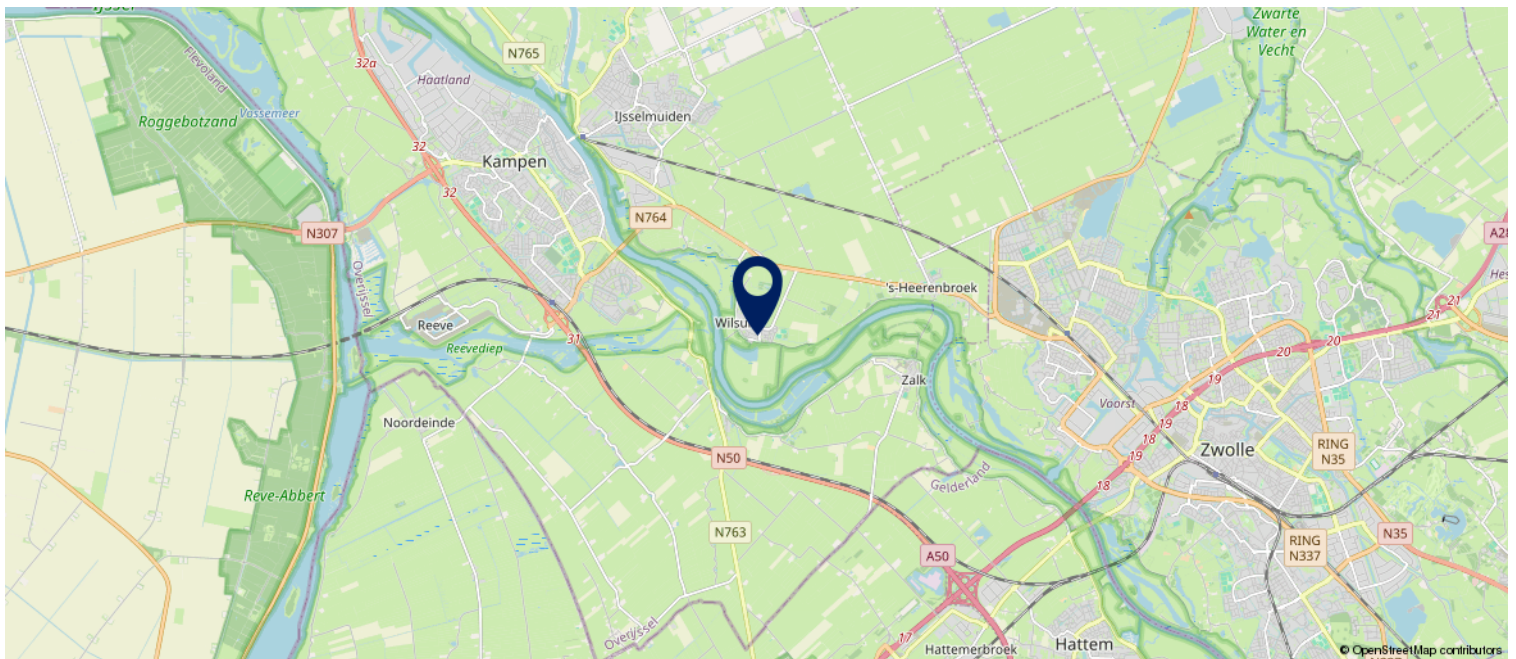 IJssel
Zwarte
Water en
Vecht
N765
32a
Flevoland
Haatland
Vossemeer
Roggebotzand
IJsselmuiden
32
Kampen
32
N764
N307
A28
Overijssel
's-Heerenbroek
21
21
Reeve
Wilsu
31
Reevediep
20
20
Zalk
19
Voorst
18
19
18
19
18
Noordeinde
Zwolle
RING
N35
N50
Gelderland
Reve-Abbert
N763
N35
A50
RING
N337
Overijssel
17
Hattemerbroek
Hattem
© OpenStreetMap contributors